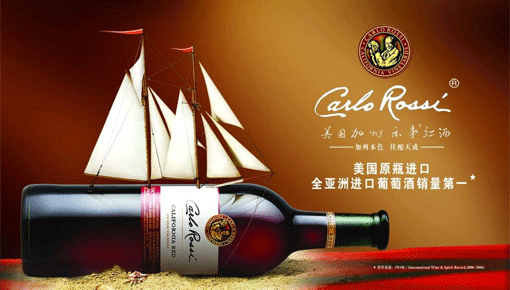 CARLO ROSSI
Carlo Rossi®
美国加州乐事®红酒
加州本色 佳酿天成
美国原瓶进口
全亚洲进口葡萄酒销量第一*
Carlo Rossi
CALIFORNIA RED